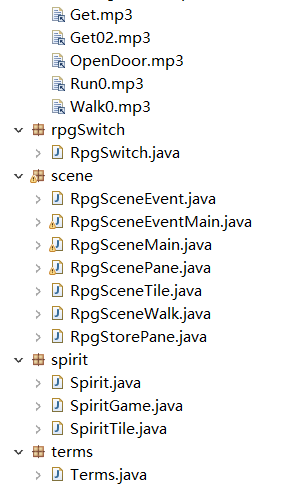 Get.mp3
Get02.mp3
OpenDoor.mp3
Run0.mp3
Walk0.mp3
rpgSwitch
RpgSwitch.java
scene
RpgSceneEvent.java
RpgSceneEventMain.java
RpgSceneMain.java
RpgScenePane.java
RpgSceneTile.java
RpgSceneWalk.java
RpgStorePane.java
spirit
Spirit.java
SpiritGame.java
SpiritTile.java
terms
Terms.java